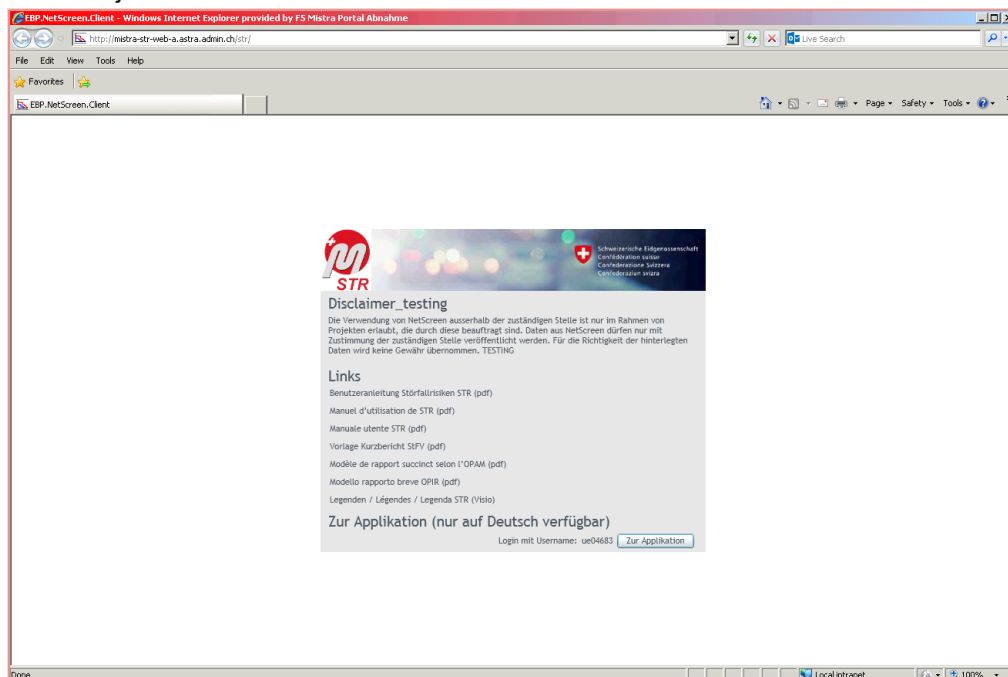 EBP.NetScreen.Client - Windows Internet Explorer provided by F5 Mistra Portal Abnahme
http://mistra-str-web-a.astra.admin.ch/str/
Live Search
File Edit View Tools Help
Favorites
EBP.NetScreen.Client
Page Safety Tools
M
STR
Schweizerische Eidgenossenschaft
Confédération suisse
Confederazione Svizzera
Confederaziun svizra
Disclaimer_testing
Die Verwendung von NetScreen ausserhalb der zuständigen Stelle ist nur im Rahmen von
Projekten erlaubt, die durch diese beauftragt sind. Daten aus NetScreen dürfen nur mit
Zustimmung der zuständigen Stelle veröffentlicht werden. Für die Richtigkeit der hinterlegten
Daten wird keine Gewähr übernommen. TESTING
Links
Benutzeranleitung Störfallrisiken STR (pdf)
Manuel d'utilisation de STR (pdf)
Manuale utente STR (pdf)
Vorlage Kurzbericht StFV (pdf)
Modèle de rapport succinct selon l'OPAM (pdf)
Modello rapporto breve OPIR (pdf)
Legenden / Légendes / Legenda STR (Visio)
Zur Applikation (nur auf Deutsch verfügbar)
Login mit Username: ue04683 Zur Applikation
Done
Local intranet
100%